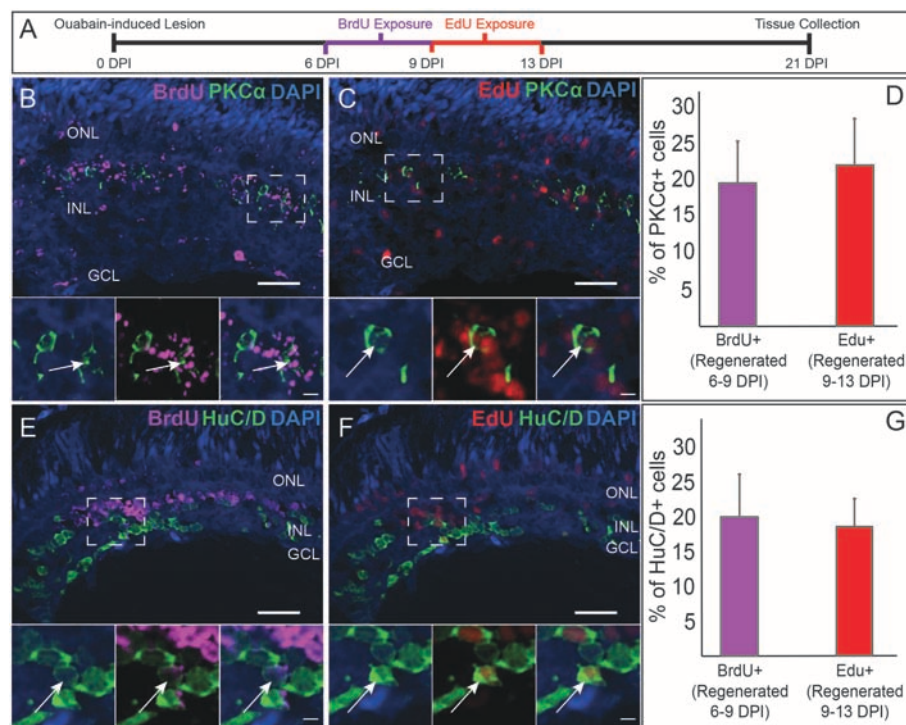 A
Ouabain-induced Lesion
BrdU Exposure
EdU Exposure
Tissue Collection
0 DPI
6 DPI
9 DPI
13 DPI
21 DPI
B
BrdU PKCα DAPI
ONL
INL
GCL
C
EdU PKCα DAPI
ONL
INL
GCL
D
% of PKCα+ cells
30
25
20
15
10
5
BrdU+
(Regenerated
6-9 DPI)
Edu+
(Regenerated
9-13 DPI)
E
BrdU HuC/D DAPI
ONL
INL
GCL
F
EdU HuC/D DAPI
ONL
INL
GCL
G
% of HuC/D+ cells
30
25
20
15
10
5
BrdU+
(Regenerated
6-9 DPI)
Edu+
(Regenerated
9-13 DPI)